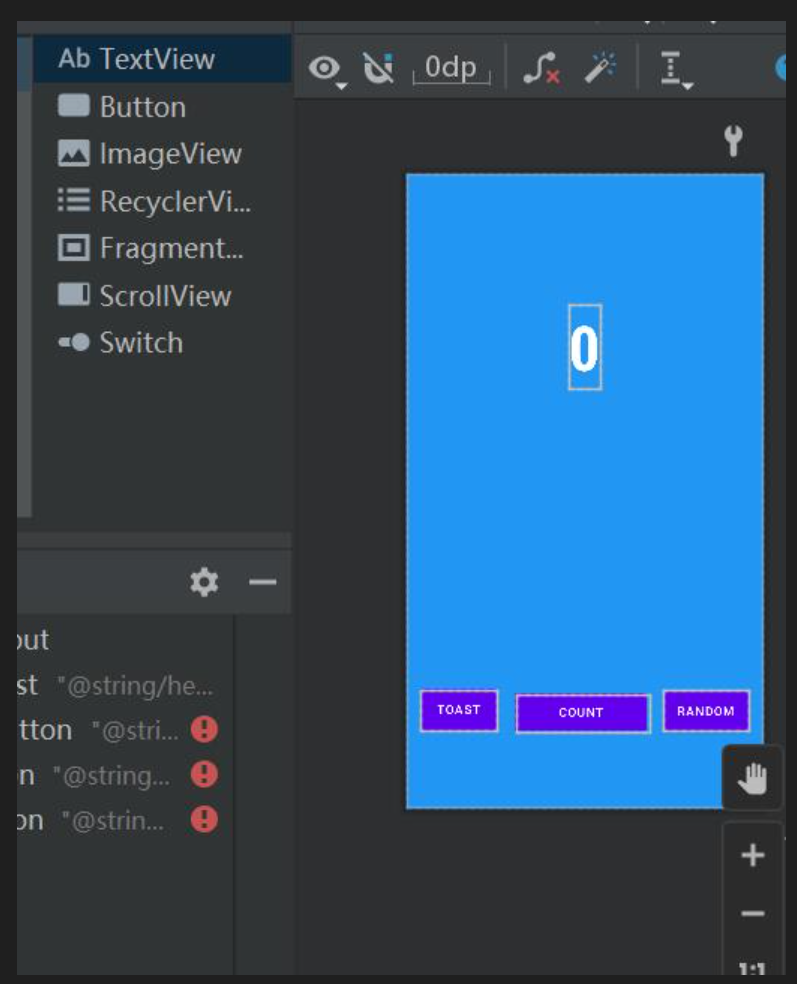 Ab TextView
Button
ImageView
RecyclerVi...
Fragment...
ScrollView
Switch
0dp
0
TOAST
COUNT
RANDOM
out
st "@string/he...
tton "@stri...
n "@string...
on "@strin...
1:1